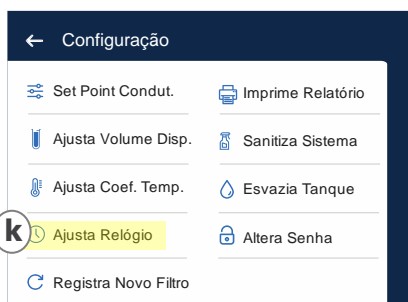 Configuração
Set Point Condut.
Imprime Relatório
Ajusta Volume Disp.
Sanitiza Sistema
Ajusta Coef. Temp.
Esvazia Tanque
k
Ajusta Relógio
Altera Senha
Registra Novo Filtro